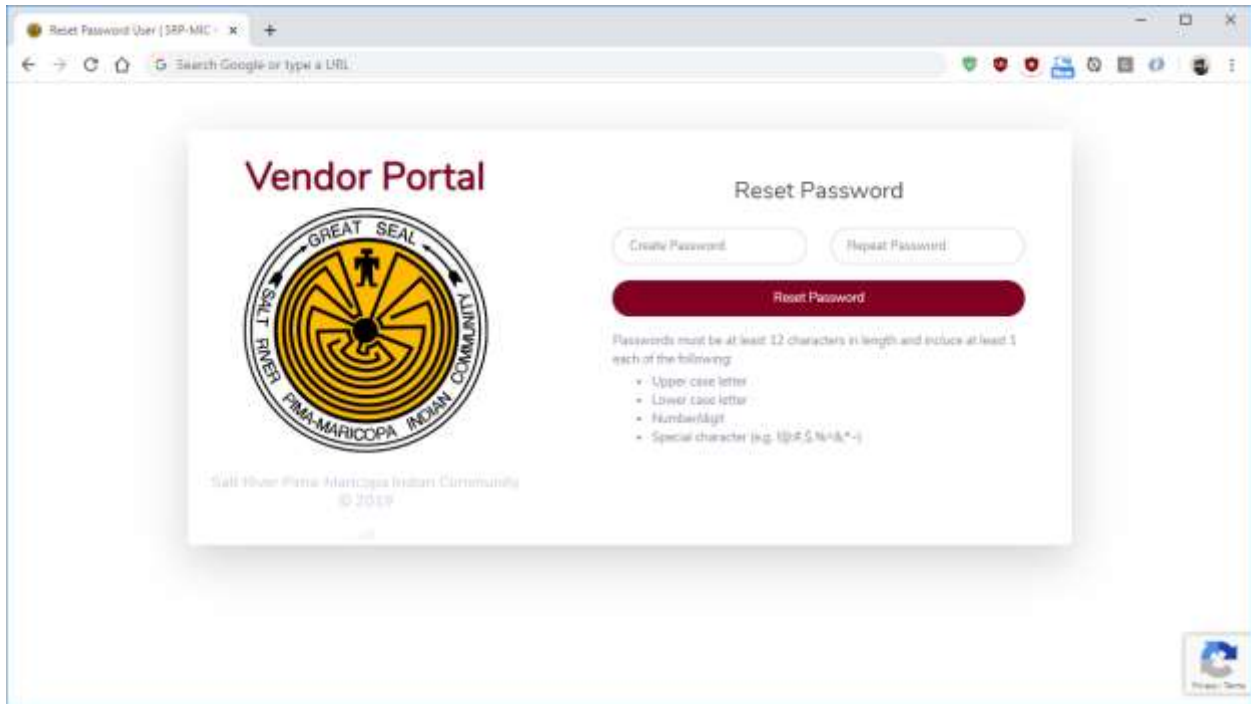 Reset Password User | SRP-MIC -
Search Google or type a URL
Vendor Portal
GREAT SEAL
SALT RIVER PIMA-MARICOPA INDIAN COMMUNITY
Salt River Pima-Maricopa Indian Community
© 2019
Reset Password
Create Password
Repeat Password
Reset Password
Passwords must be at least 12 characters in length and include at least 1
each of the following:
• Upper case letter
• Lower case letter
• Number/digit
• Special character (e.g.
Privacy - Terms